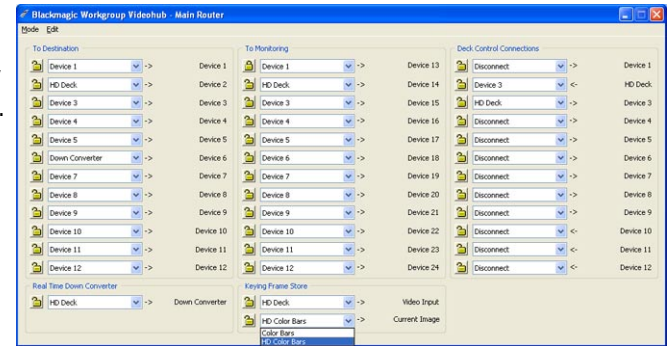 Blackmagic Workgroup Videohub - Main Router
Mode Edit
To Destination
Device 1 -> Device 1
HD Deck -> Device 2
Device 3 -> Device 3
Device 4 -> Device 4
Device 5 -> Device 5
Down Converter -> Device 6
Device 7 -> Device 7
Device 8 -> Device 8
Device 9 -> Device 9
Device 10 -> Device 10
Device 11 -> Device 11
Device 12 -> Device 12
To Monitoring
Device 1 -> Device 13
HD Deck -> Device 14
Device 3 -> Device 15
Device 4 -> Device 16
Device 5 -> Device 17
Device 6 -> Device 18
Device 7 -> Device 19
Device 8 -> Device 20
Device 9 -> Device 21
Device 10 -> Device 22
Device 11 -> Device 23
Device 12 -> Device 24
Deck Control Connections
Disconnect -> Device 1
Device 3 <- HD Deck
HD Deck -> Device 3
Disconnect -> Device 4
Disconnect -> Device 5
Disconnect -> Device 6
Disconnect -> Device 7
Disconnect -> Device 8
Disconnect -> Device 9
Disconnect <- Device 10
Disconnect <- Device 11
Disconnect <- Device 12
Real Time Down Converter
HD Deck -> Down Converter
Keying Frame Store
HD Deck -> Video Input
HD Color Bars -> Current Image
Color Bars
HD Color Bars